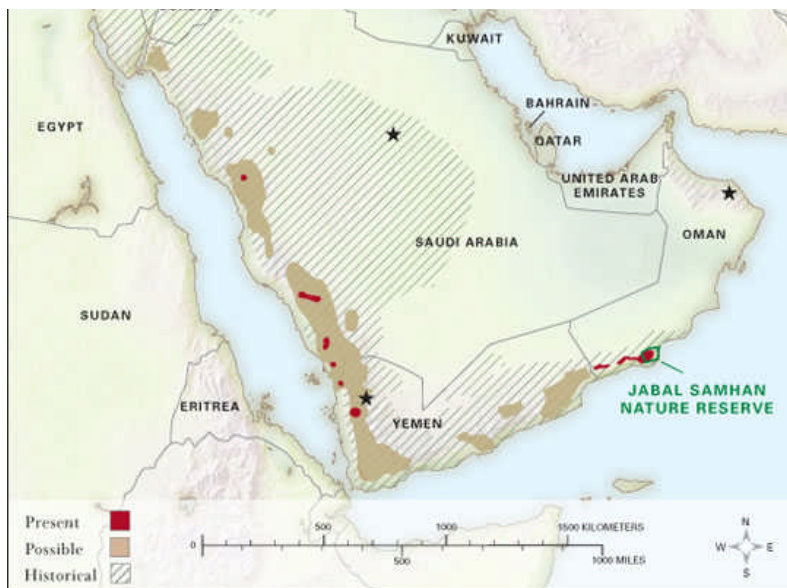 KUWAIT
BAHRAIN
EGYPT
QATAR
UNITED ARAB
EMIRATES
SAUDI ARABIA
OMAN
SUDAN
JABAL SAMHAN
NATURE RESERVE
ERITREA
YEMEN
Present
Possible
Historical
500
1000
1500 KILOMETERS
0
500
1000 MILES
N
W
E
S